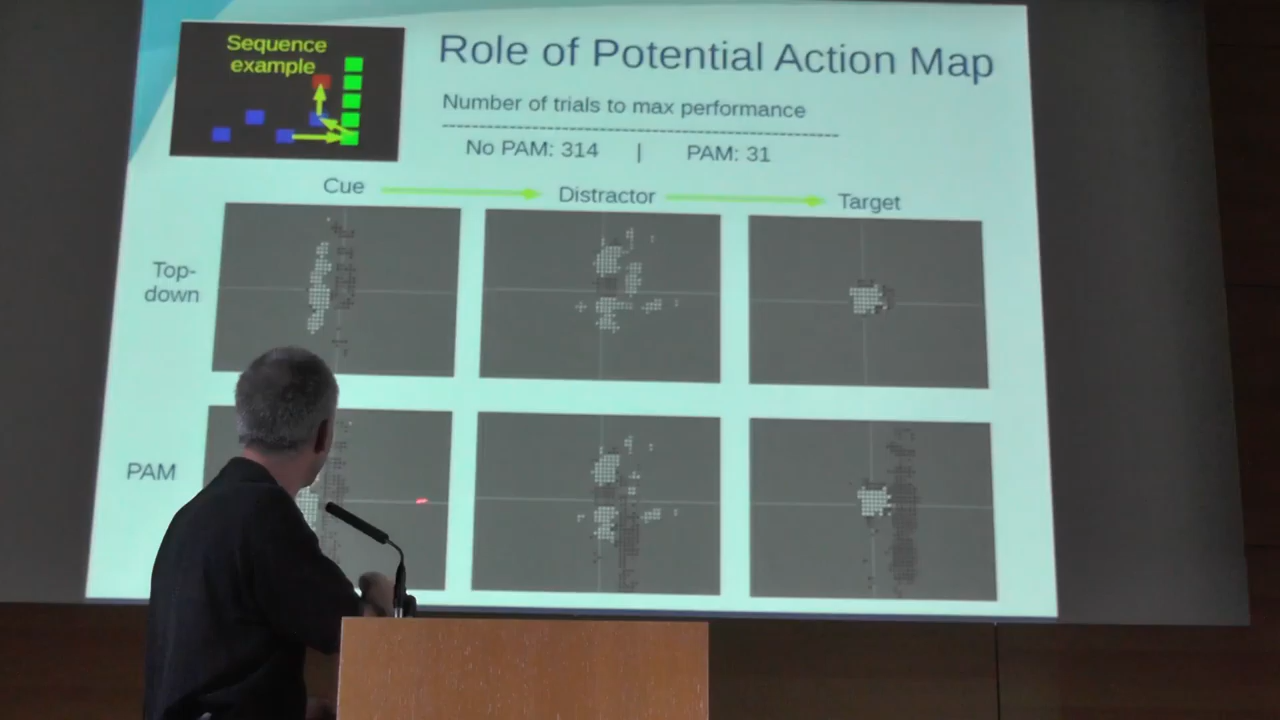 Sequence
example
Role of Potential Action Map
Number of trials to max performance
--------------------------------------------------------
No PAM: 314 | PAM: 31
Cue Distractor Target
Top-
down
PAM